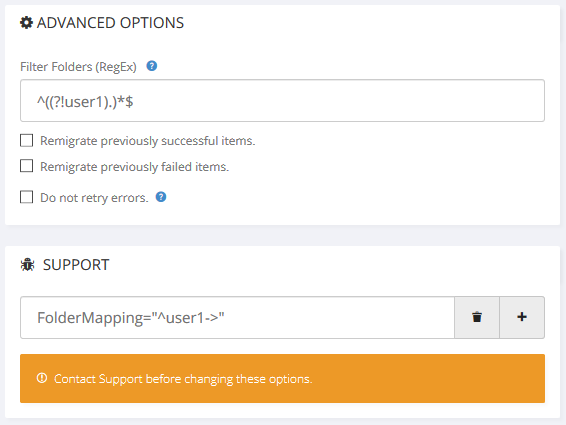 ADVANCED OPTIONS
Filter Folders (RegEx) ?
^((?!user1).)*$
Remigrate previously successful items.
Remigrate previously failed items.
Do not retry errors. ?
SUPPORT
FolderMapping="^user1->"
Contact Support before changing these options.